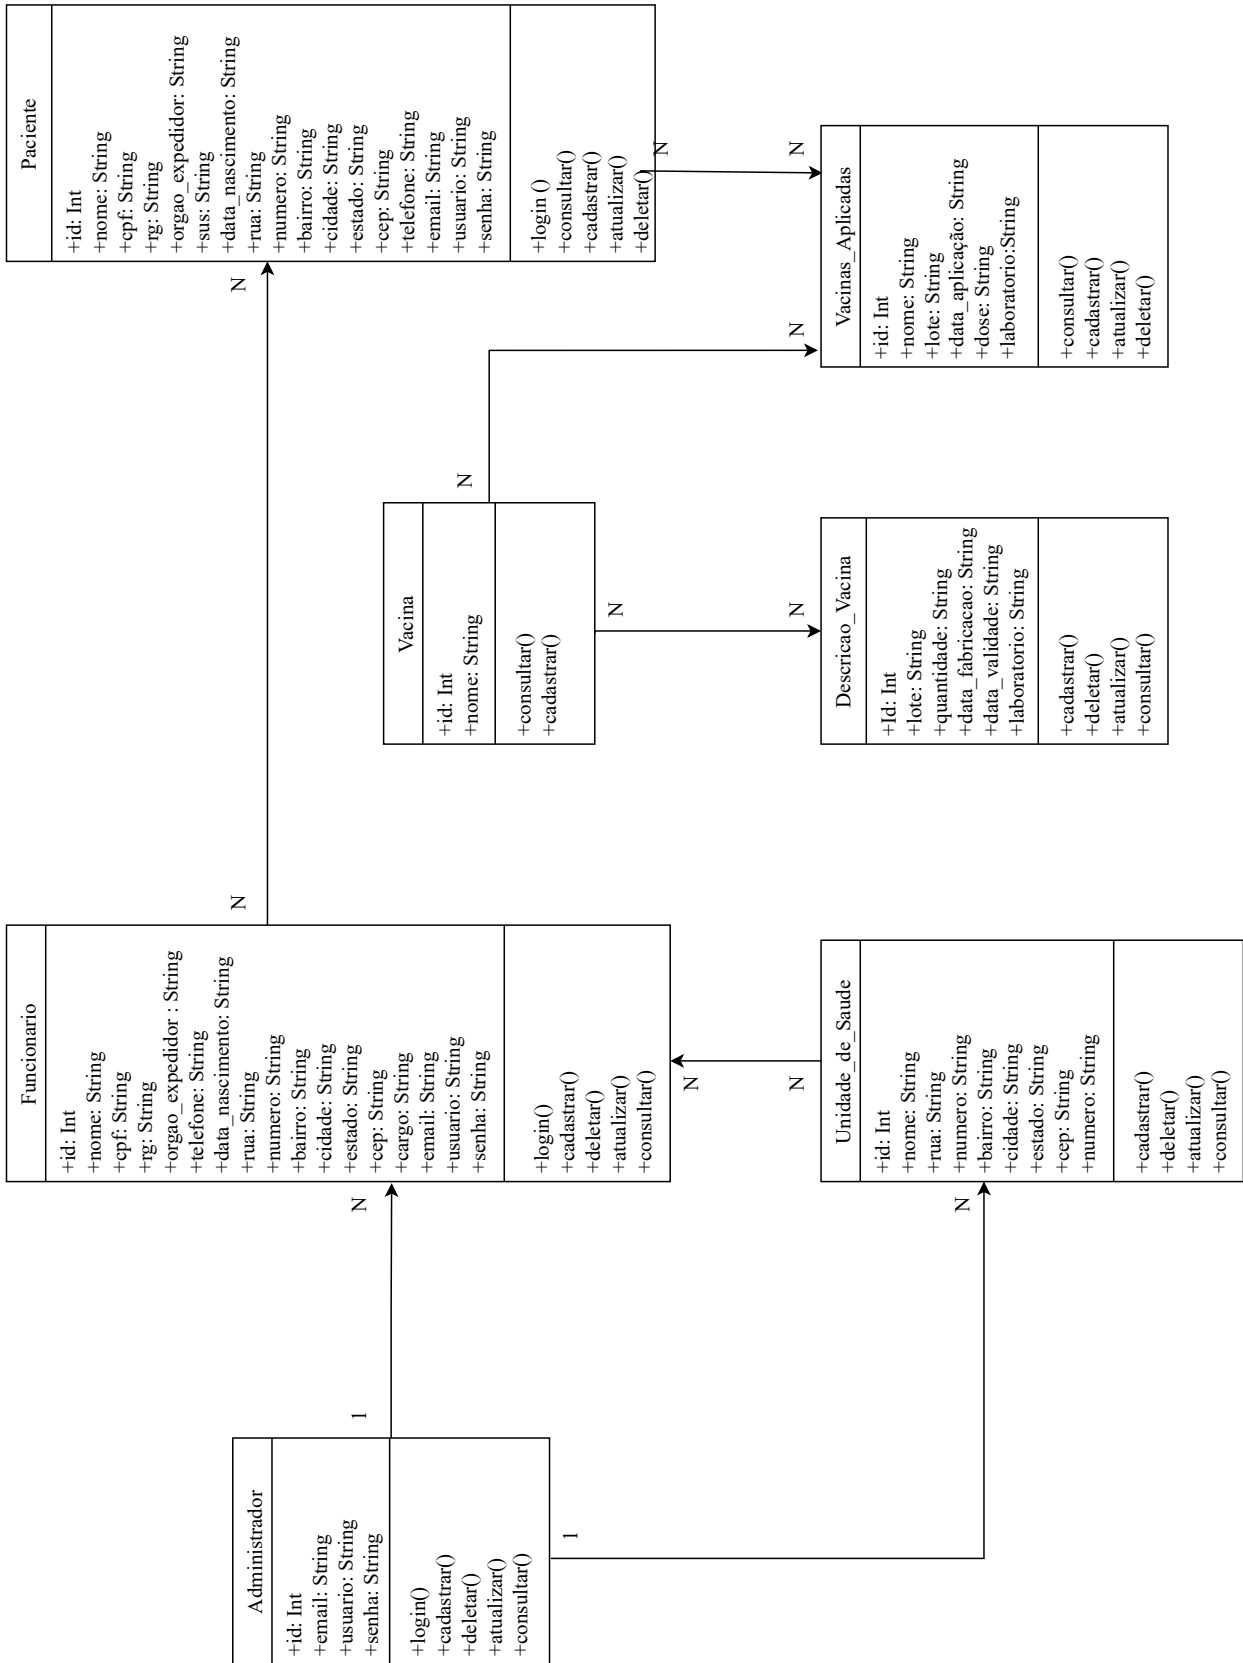 Administrador
+id: Int
+email: String
+usuario: String
+senha: String
+login()
+cadastrar()
+deletar()
+atualizar()
+consultar()
1
N
1
N
Funcionario
+id: Int
+nome: String
+cpf: String
+rg: String
+orgao_expedidor : String
+telefone: String
+data_nascimento: String
+rua: String
+numero: String
+bairro: String
+cidade: String
+estado: String
+cep: String
+cargo: String
+email: String
+usuario: String
+senha: String
+login()
+cadastrar()
+deletar()
+atualizar()
+consultar()
N
N
Unidade_de_Saude
+id: Int
+nome: String
+rua: String
+numero: String
+bairro: String
+cidade: String
+estado: String
+cep: String
+numero: String
+cadastrar()
+deletar()
+atualizar()
+consultar()
N
N
Vacina
+id: Int
+nome: String
+consultar()
+cadastrar()
N
N
Descricao_Vacina
+Id: Int
+lote: String
+quantidade: String
+data_fabricacao: String
+data_validade: String
+laboratorio: String
+cadastrar()
+deletar()
+atualizar()
+consultar()
N
N
Paciente
+id: Int
+nome: String
+cpf: String
+rg: String
+orgao_expedidor: String
+sus: String
+data_nascimento: String
+rua: String
+numero: String
+bairro: String
+cidade: String
+estado: String
+cep: String
+telefone: String
+email: String
+usuario: String
+senha: String
+login ()
+consultar()
+cadastrar()
+atualizar()
+deletar()
N
N
Vacinas_Aplicadas
+id: Int
+nome: String
+lote: String
+data_aplicação: String
+dose: String
+laboratorio:String
+consultar()
+cadastrar()
+atualizar()
+deletar()